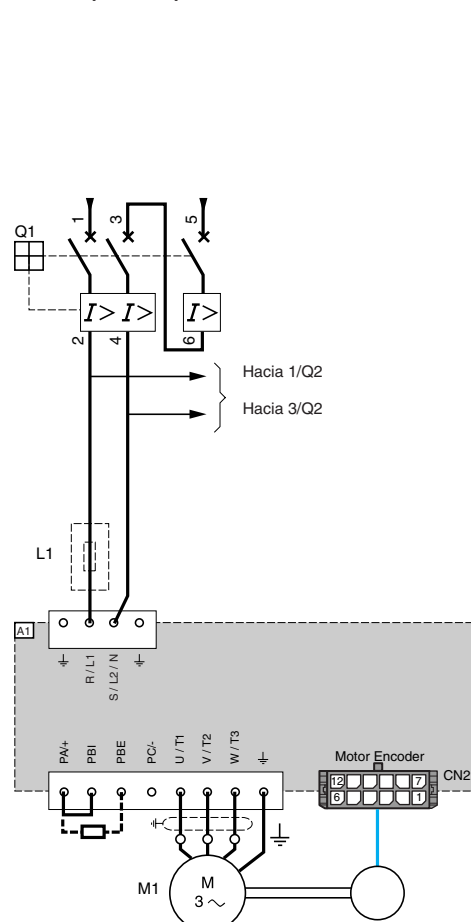 Q1
1
3
5
I>
I>
I>
2
4
6
Hacia 1/Q2
Hacia 3/Q2
L1
A1
R / L1
S / L2 / N
PA/+
PBI
PBE
PC/-
U / T1
V / T2
W / T3
Motor Encoder
CN2
12
7
6
1
M1
M
3 ~